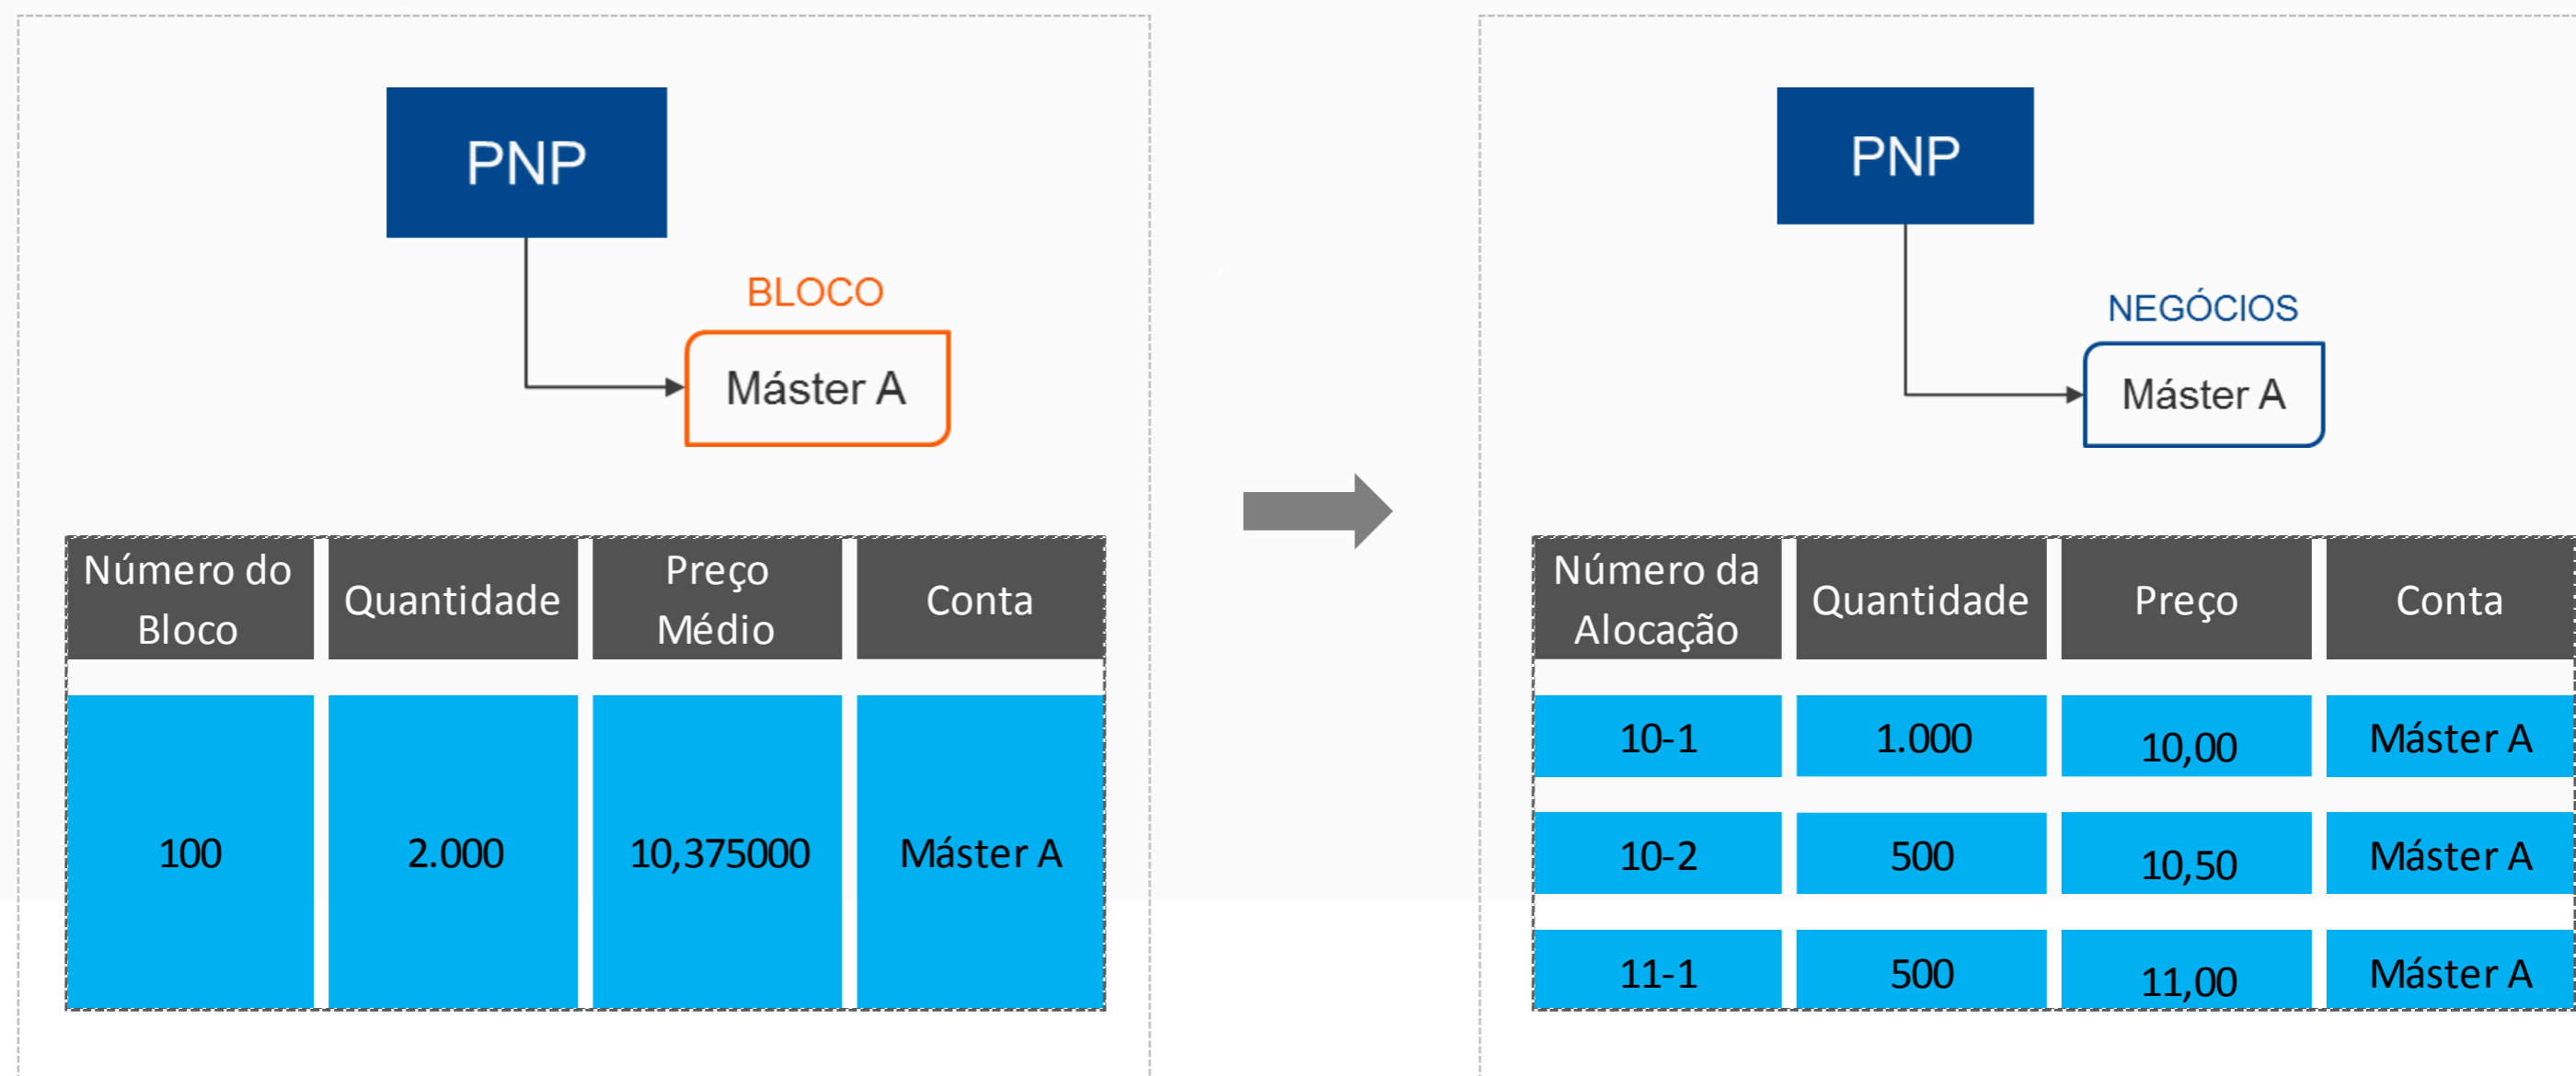 PNP
BLOCO
Máster A
Número do
Bloco
Quantidade
Preço
Médio
Conta
100
2.000
10,375000
Máster A
PNP
NEGÓCIOS
Máster A
Número da
Alocação
Quantidade
Preço
Conta
10-1
1.000
10,00
Máster A
10-2
500
10,50
Máster A
11-1
500
11,00
Máster A